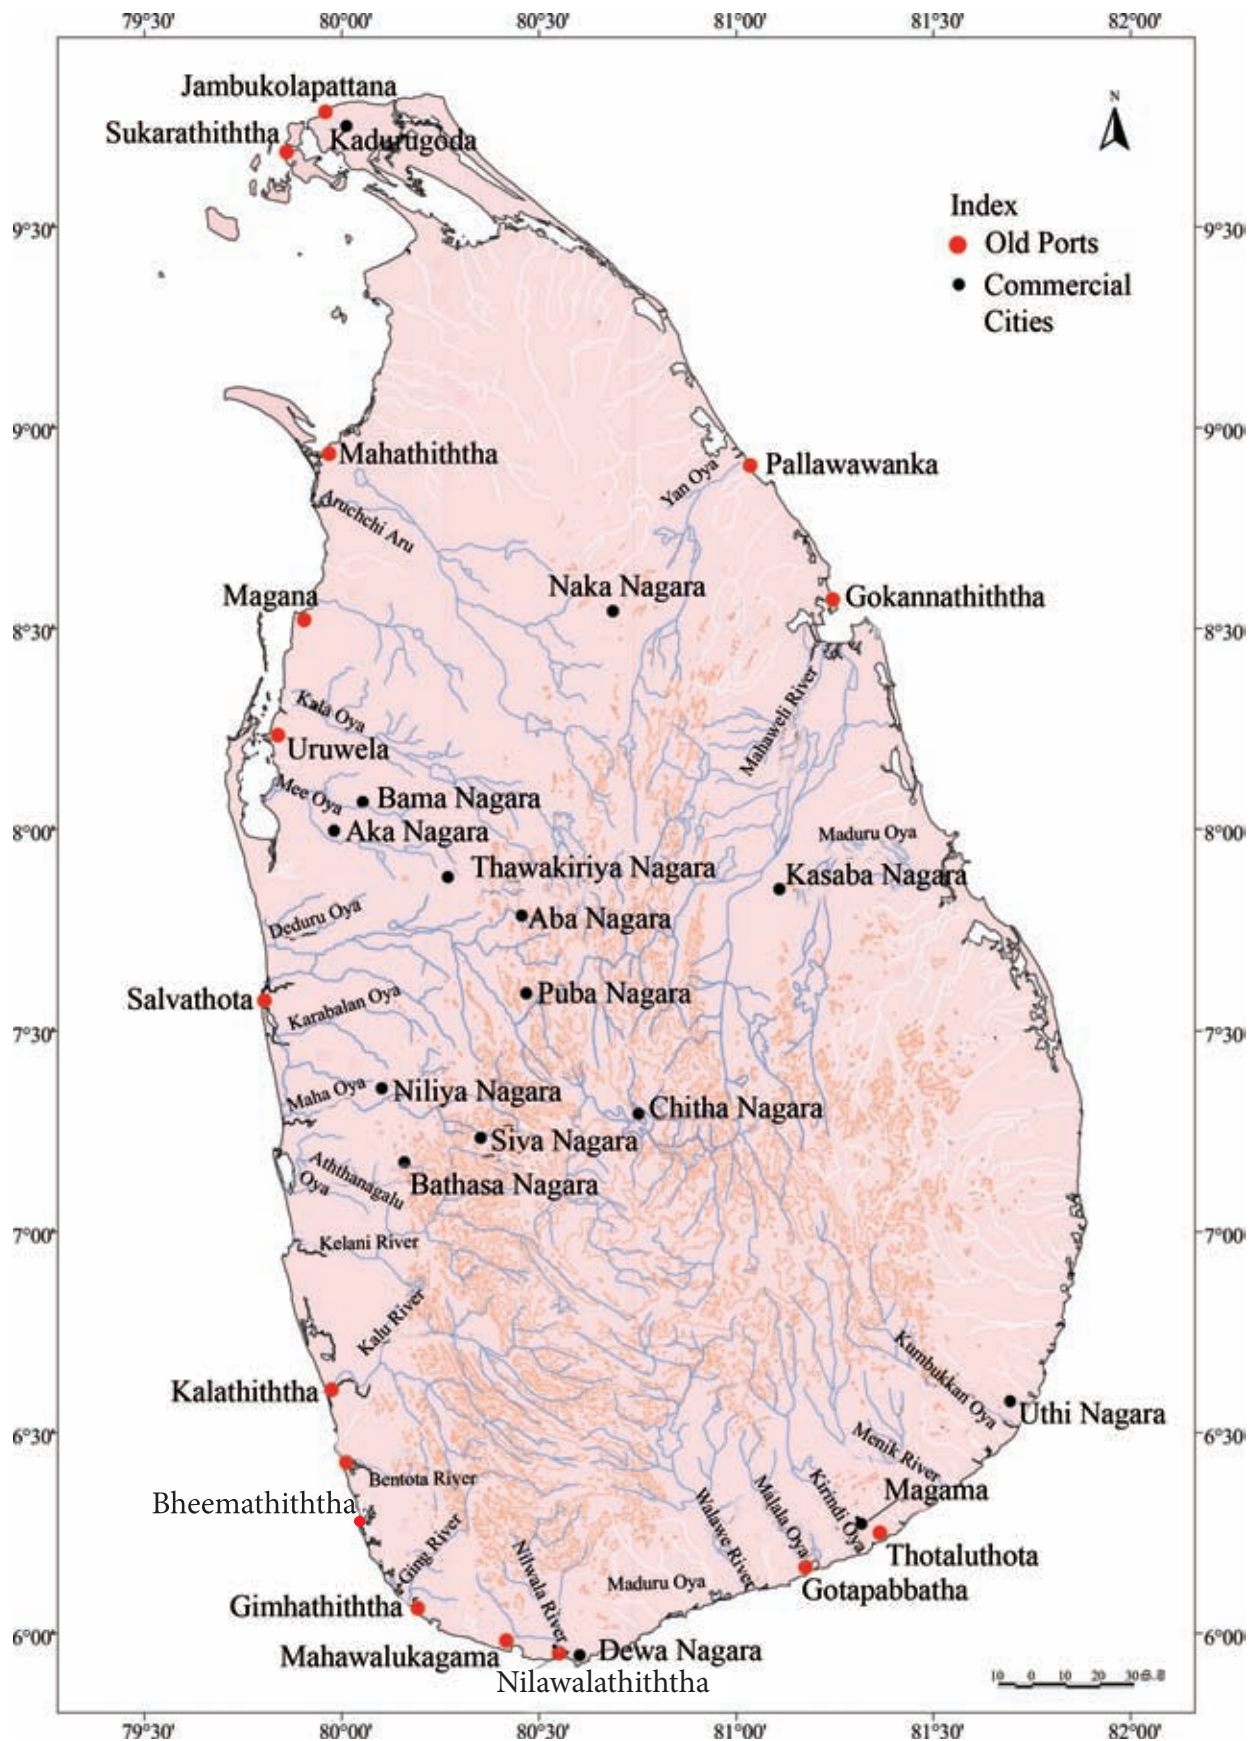 79°30' 80°00' 80°30' 81°00' 81°30' 82°00'
Jambukolapattana
N
Sukarathiththa
Kadurugoda
Index
9°30' 9°30'
Old Ports
Commercial
Cities
9°00' 9°00'
Mahathiththa
Pallawawanka
Yan Oya
Aruchchi Aru
Naka Nagara
Magana
Gokannathiththa
8°30' 8°30'
Mahaweli River
Kala Oya
Uruwela
Mee Oya
Bama Nagara
8°00' 8°00'
Aka Nagara
Maduru Oya
Thawakiriya Nagara
Kasaba Nagara
Deduru Oya
Aba Nagara
Salvathota
Puba Nagara
Karabalan Oya
7°30' 7°30'
Maha Oya
Niliya Nagara
Chitha Nagara
Siva Nagara
Aththanagalu
Oya
Bathasa Nagara
7°00' 7°00'
Kelani River
Kalu River
Kumbukkan Oya
Kalathiththa
Uthi Nagara
6°30' 6°30'
Menik River
Bentota River
Magama
Bheemathiththa
Walawe River
Malala Oya
Kirindi Oya
Ging River
Thotaluthota
Nilwala River
Maduru Oya
Gotapabbatha
Gimhathiththa
6°00' 6°00'
Mahawalukagama
Dewa Nagara
Nilawalathiththa
10 0 10 20 30
79°30' 80°00' 80°30' 81°00' 81°30' 82°00'